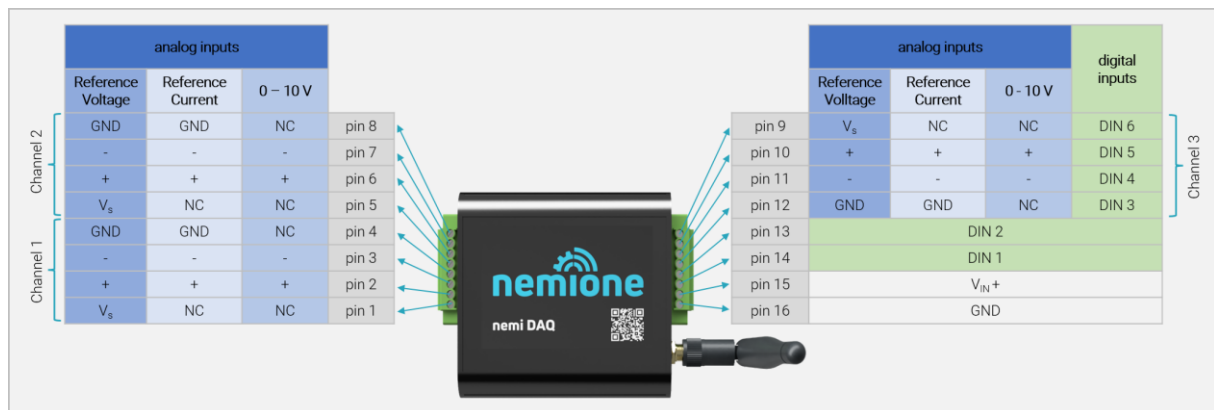 analog inputs
Reference Voltage Reference Current 0 – 10 V
Channel 2
GND GND NC pin 8
- - - pin 7
+ + + pin 6
Vs NC NC pin 5
Channel 1
GND GND NC pin 4
- - - pin 3
+ + + pin 2
Vs NC NC pin 1
nemione
nemi DAQ
analog inputs digital inputs
Reference Volltage Reference Current 0 - 10 V
pin 9 Vs NC NC DIN 6
pin 10 + + + DIN 5
pin 11 - - - DIN 4
pin 12 GND GND NC DIN 3
Channel 3
pin 13 DIN 2
pin 14 DIN 1
pin 15 VIN +
pin 16 GND